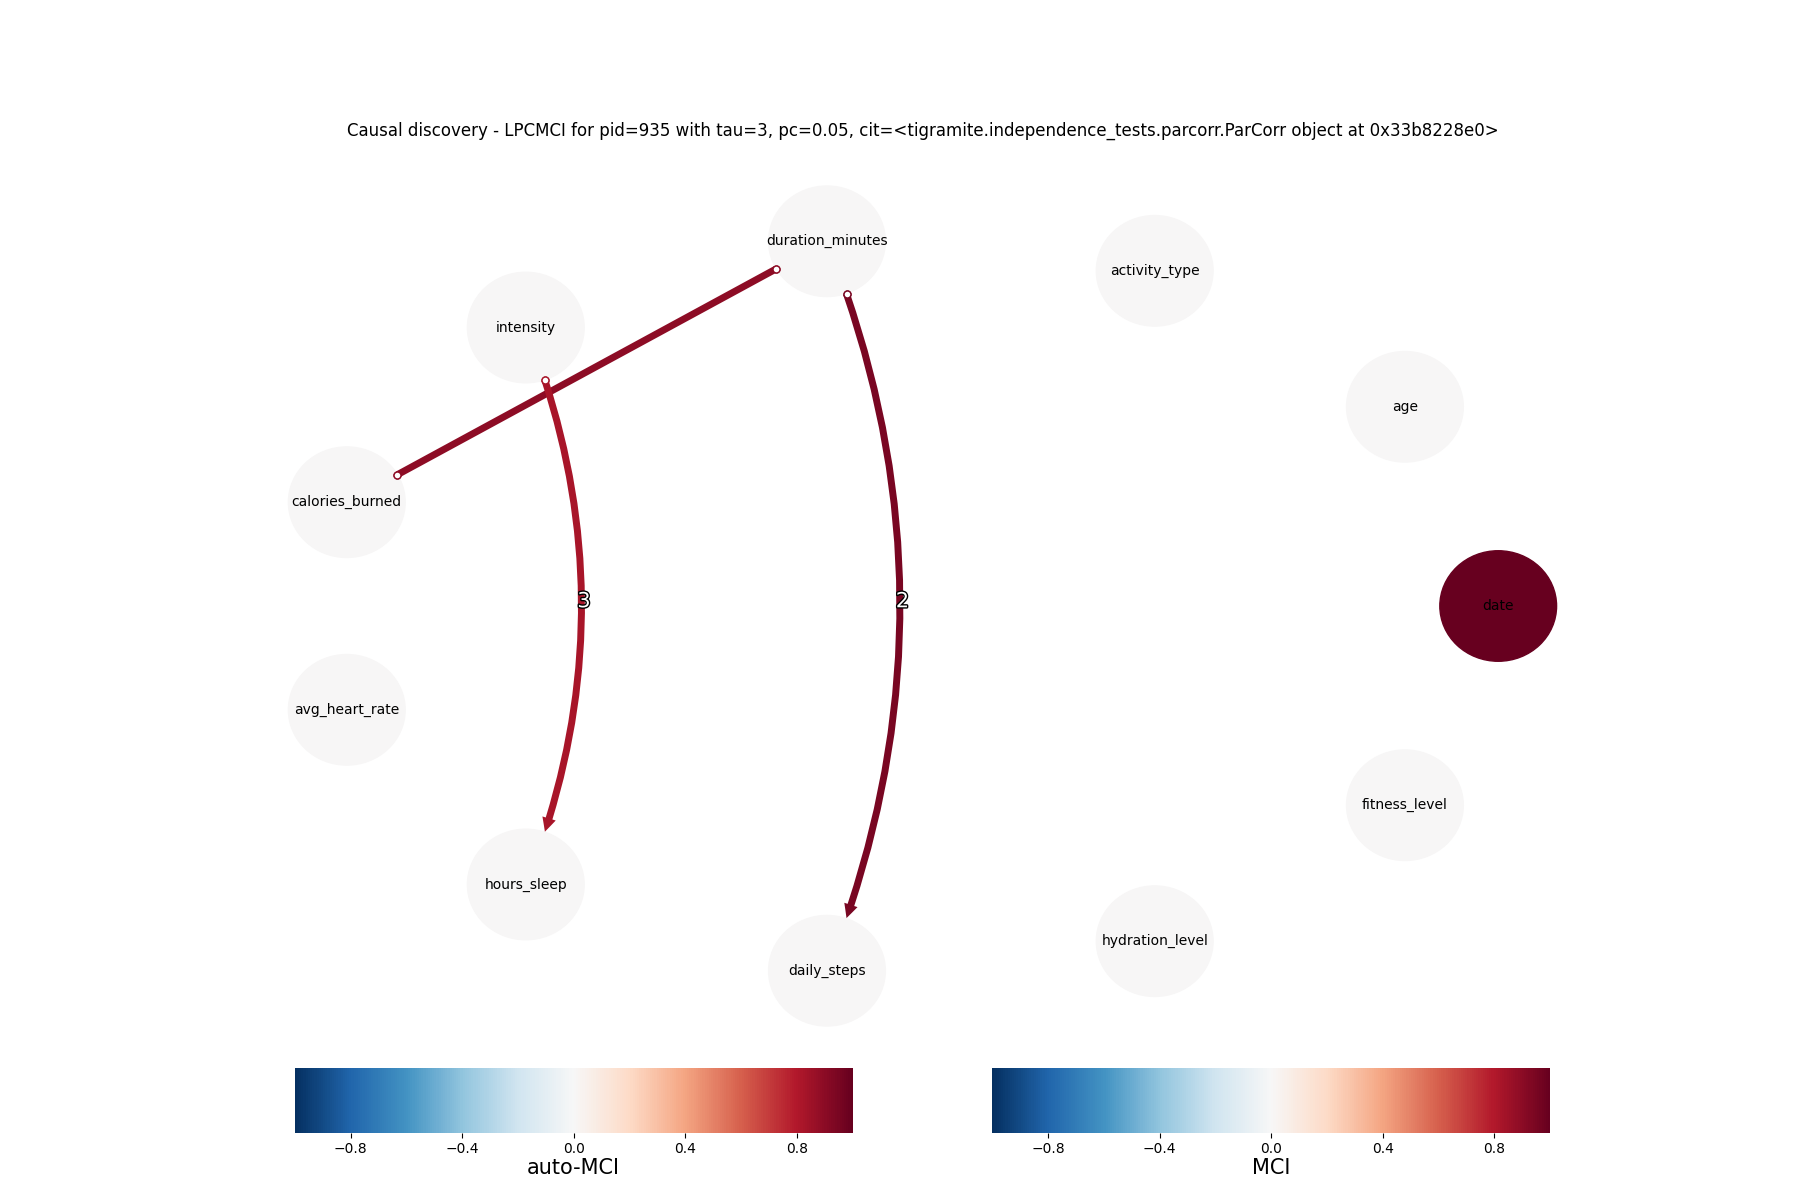 Causal discovery - LPCMCI for pid=935 with tau=3, pc=0.05, cit=<tigramite.independence_tests.parcorr.ParCorr object at 0x33b8228e0>
duration_minutes
activity_type
intensity
age
calories_burned
3
2
date
avg_heart_rate
fitness_level
hours_sleep
hydration_level
daily_steps
−0.8 −0.4 0.0 0.4 0.8
auto-MCI
−0.8 −0.4 0.0 0.4 0.8
MCI